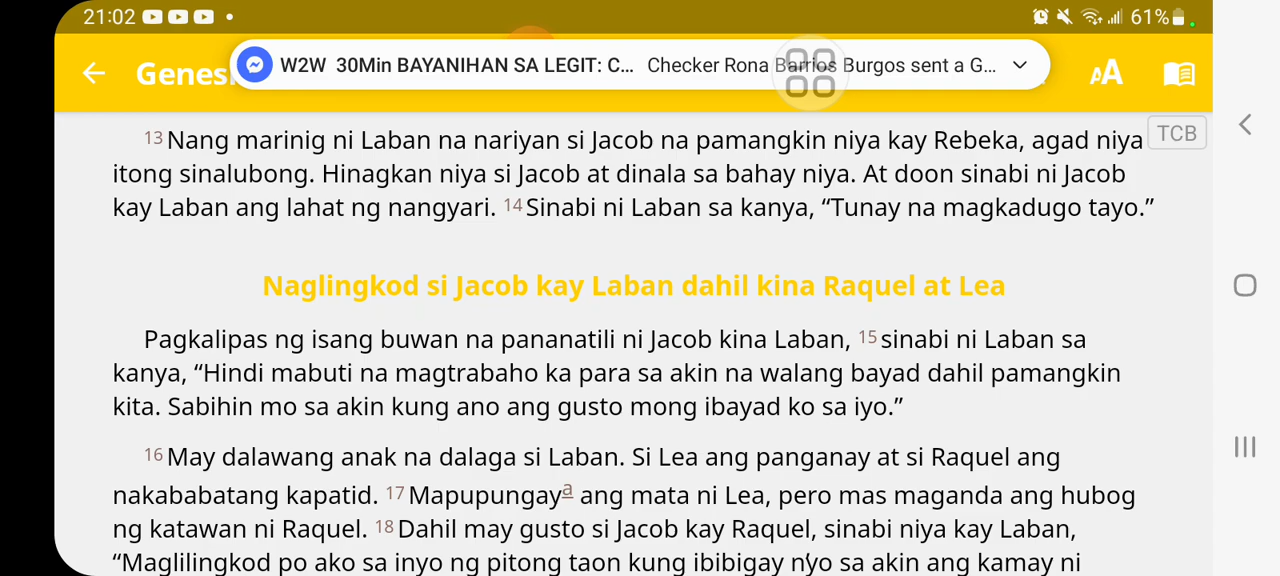 21:02
61%
Genesi
W2W 30Min BAYANIHAN SA LEGIT: C... Checker Rona Barrios Burgos sent a G...
AA
TCB
13 Nang marinig ni Laban na nariyan si Jacob na pamangkin niya kay Rebeka, agad niya
itong sinalubong. Hinagkan niya si Jacob at dinala sa bahay niya. At doon sinabi ni Jacob
kay Laban ang lahat ng nangyari. 14 Sinabi ni Laban sa kanya, “Tunay na magkadugo tayo.”
Naglingkod si Jacob kay Laban dahil kina Raquel at Lea
Pagkalipas ng isang buwan na pananatili ni Jacob kina Laban, 15 sinabi ni Laban sa
kanya, “Hindi mabuti na magtrabaho ka para sa akin na walang bayad dahil pamangkin
kita. Sabihin mo sa akin kung ano ang gusto mong ibayad ko sa iyo.”
16 May dalawang anak na dalaga si Laban. Si Lea ang panganay at si Raquel ang
nakababatang kapatid. 17 Mapupungay a ang mata ni Lea, pero mas maganda ang hubog
ng katawan ni Raquel. 18 Dahil may gusto si Jacob kay Raquel, sinabi niya kay Laban,
“Maglilingkod po ako sa inyo ng pitong taon kung ibibigay nʼyo sa akin ang kamay ni